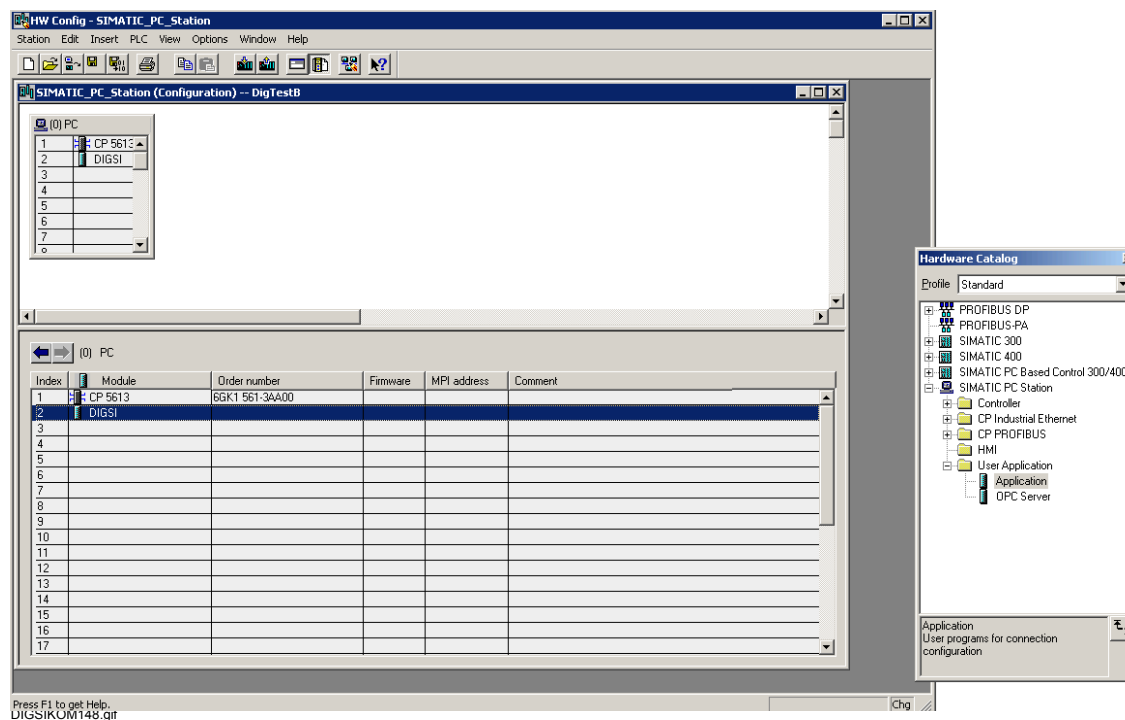 HW Config - SIMATIC_PC_Station
Station Edit Insert PLC View Options Window Help
SIMATIC_PC_Station (Configuration) -- DigTestB
(0) PC
1 CP 5613
2 DIGSI
3
4
5
6
7
(0) PC
Index Module Order number Firmware MPI address Comment
1 CP 5613 6GK1 561-3AA00
2 DIGSI
3
4
5
6
7
8
9
10
11
12
13
14
15
16
17
Hardware Catalog
Profile Standard
PROFIBUS DP
PROFIBUS-PA
SIMATIC 300
SIMATIC 400
SIMATIC PC Based Control 300/400
SIMATIC PC Station
Controller
CP Industrial Ethernet
CP PROFIBUS
HMI
User Application
Application
OPC Server
Application
User programs for connection
configuration
Press F1 to get Help.
Chg
DIGSIKOM148.gif